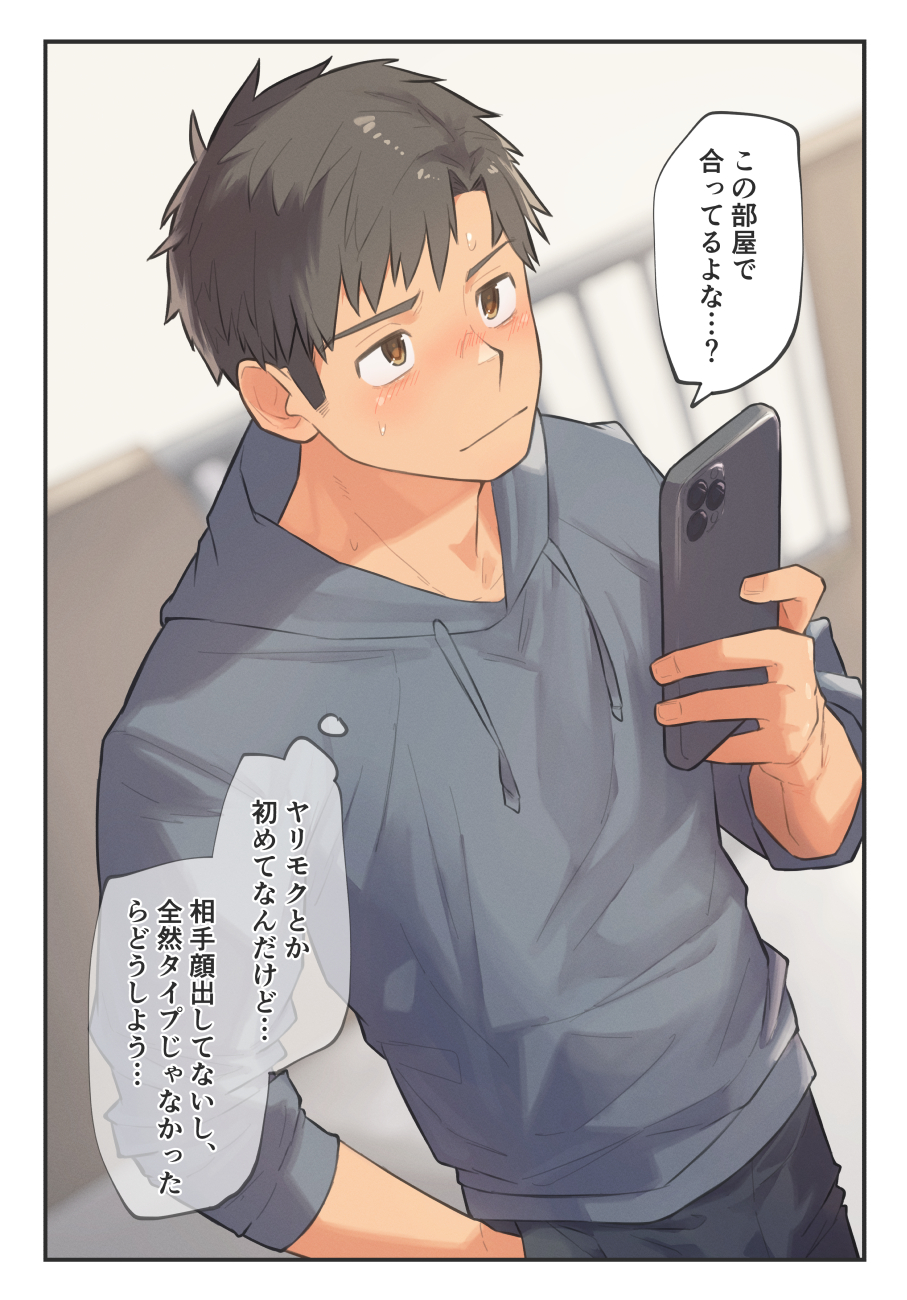 この部屋で
合ってるよな…?
ヤリモクとか
初めてなんだけど…
相手顔出してないし、
全然タイプじゃなかった
らどうしよう…